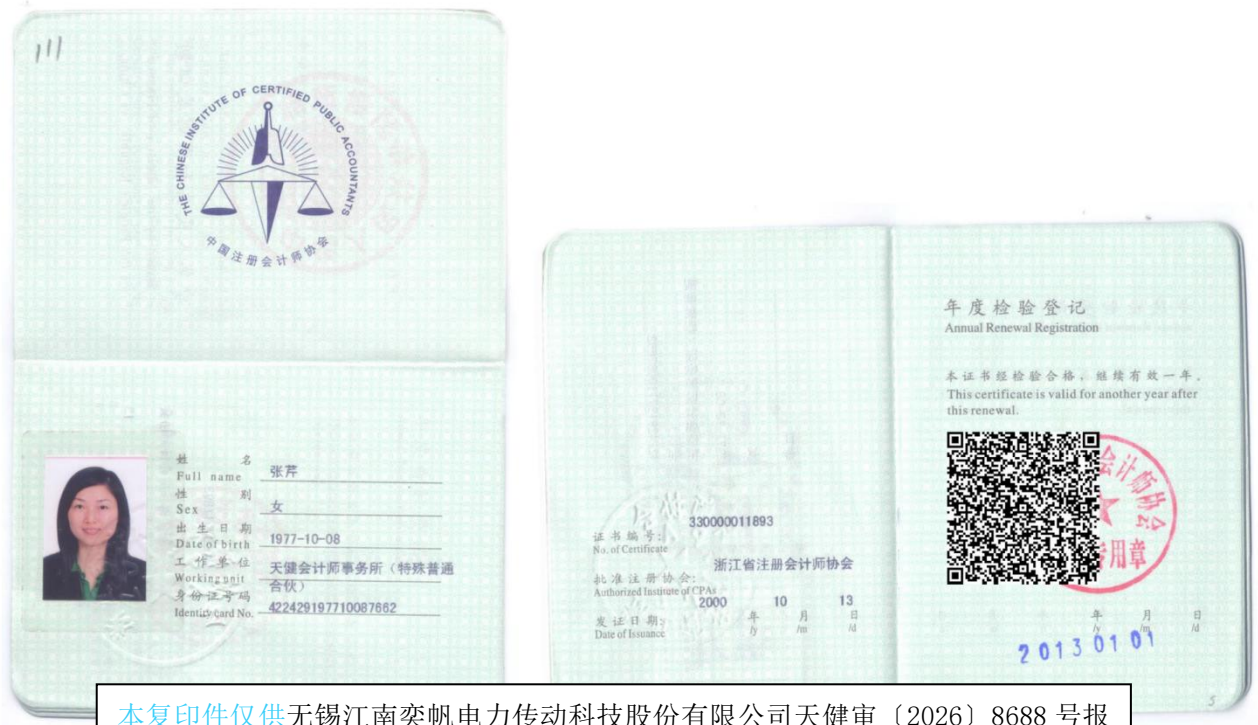 111
THE CHINESE INSTITUTE OF CERTIFIED PUBLIC ACCOUNTANTS
中国注册会计师协会
姓 名
Full name 张芹
性 别
Sex 女
出生日期
Date of birth 1977-10-08
工作单位
Working unit 天健会计师事务所（特殊普通
合伙）
身份证号码
Identity card No. 422429197710087662
330000011893
证书编号:
No. of Certificate
浙江省注册会计师协会
批准注册协会:
Authorized Institute of CPAs
2000 10 13
发证日期: 年 月 日
Date of Issuance /y /m /d
年度检验登记
Annual Renewal Registration
本证书经检验合格，继续有效一年。
This certificate is valid for another year after
this renewal.
会计师协会
专用章
年 月 日
/y /m /d
2013 01 01
5
本复印件仅供无锡江南奕帆电力传动科技股份有限公司天健审〔2026〕8688 号报